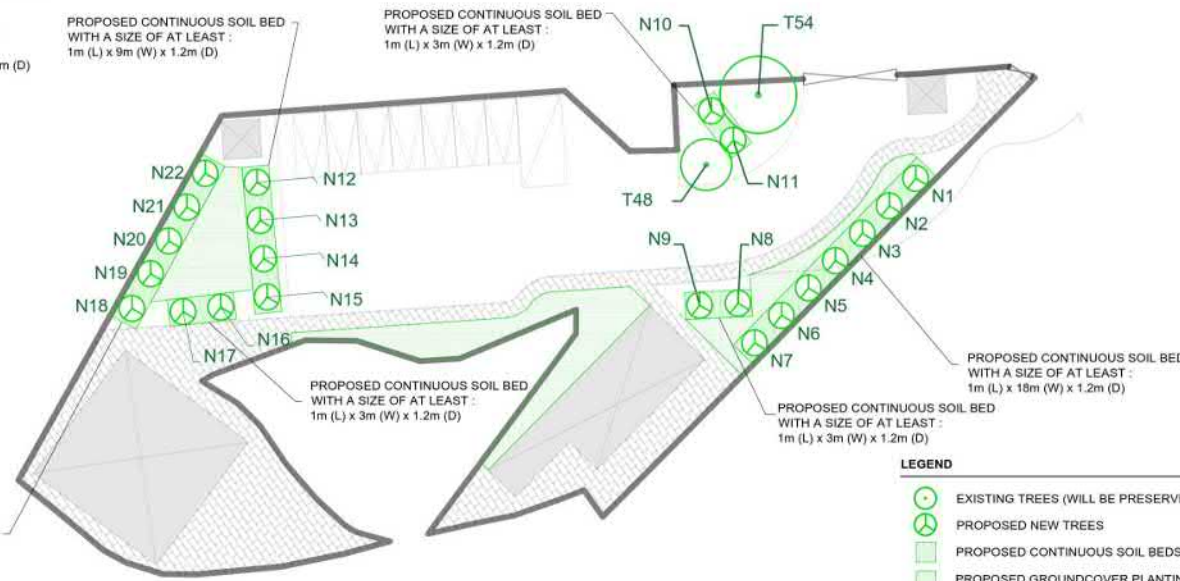 PROPOSED CONTINUOUS SOIL BED
WITH A SIZE OF AT LEAST :
1m (L) x 9m (W) x 1.2m (D)
m (D)
PROPOSED CONTINUOUS SOIL BED
WITH A SIZE OF AT LEAST :
1m (L) x 3m (W) x 1.2m (D)
N10
T54
N22
N12
N11
N21
N13
T48
N1
N2
N20
N14
N9
N8
N3
N19
N4
N18
N15
N5
N16
N6
N17
N7
PROPOSED CONTINUOUS SOIL BED
WITH A SIZE OF AT LEAST :
1m (L) x 3m (W) x 1.2m (D)
PROPOSED CONTINUOUS SOIL BED
WITH A SIZE OF AT LEAST :
1m (L) x 18m (W) x 1.2m (D)
PROPOSED CONTINUOUS SOIL BED
WITH A SIZE OF AT LEAST :
1m (L) x 3m (W) x 1.2m (D)
LEGEND
EXISTING TREES (WILL BE PRESERV
PROPOSED NEW TREES
PROPOSED CONTINUOUS SOIL BEDS
PROPOSED GROUNDCOVER PLANTIN